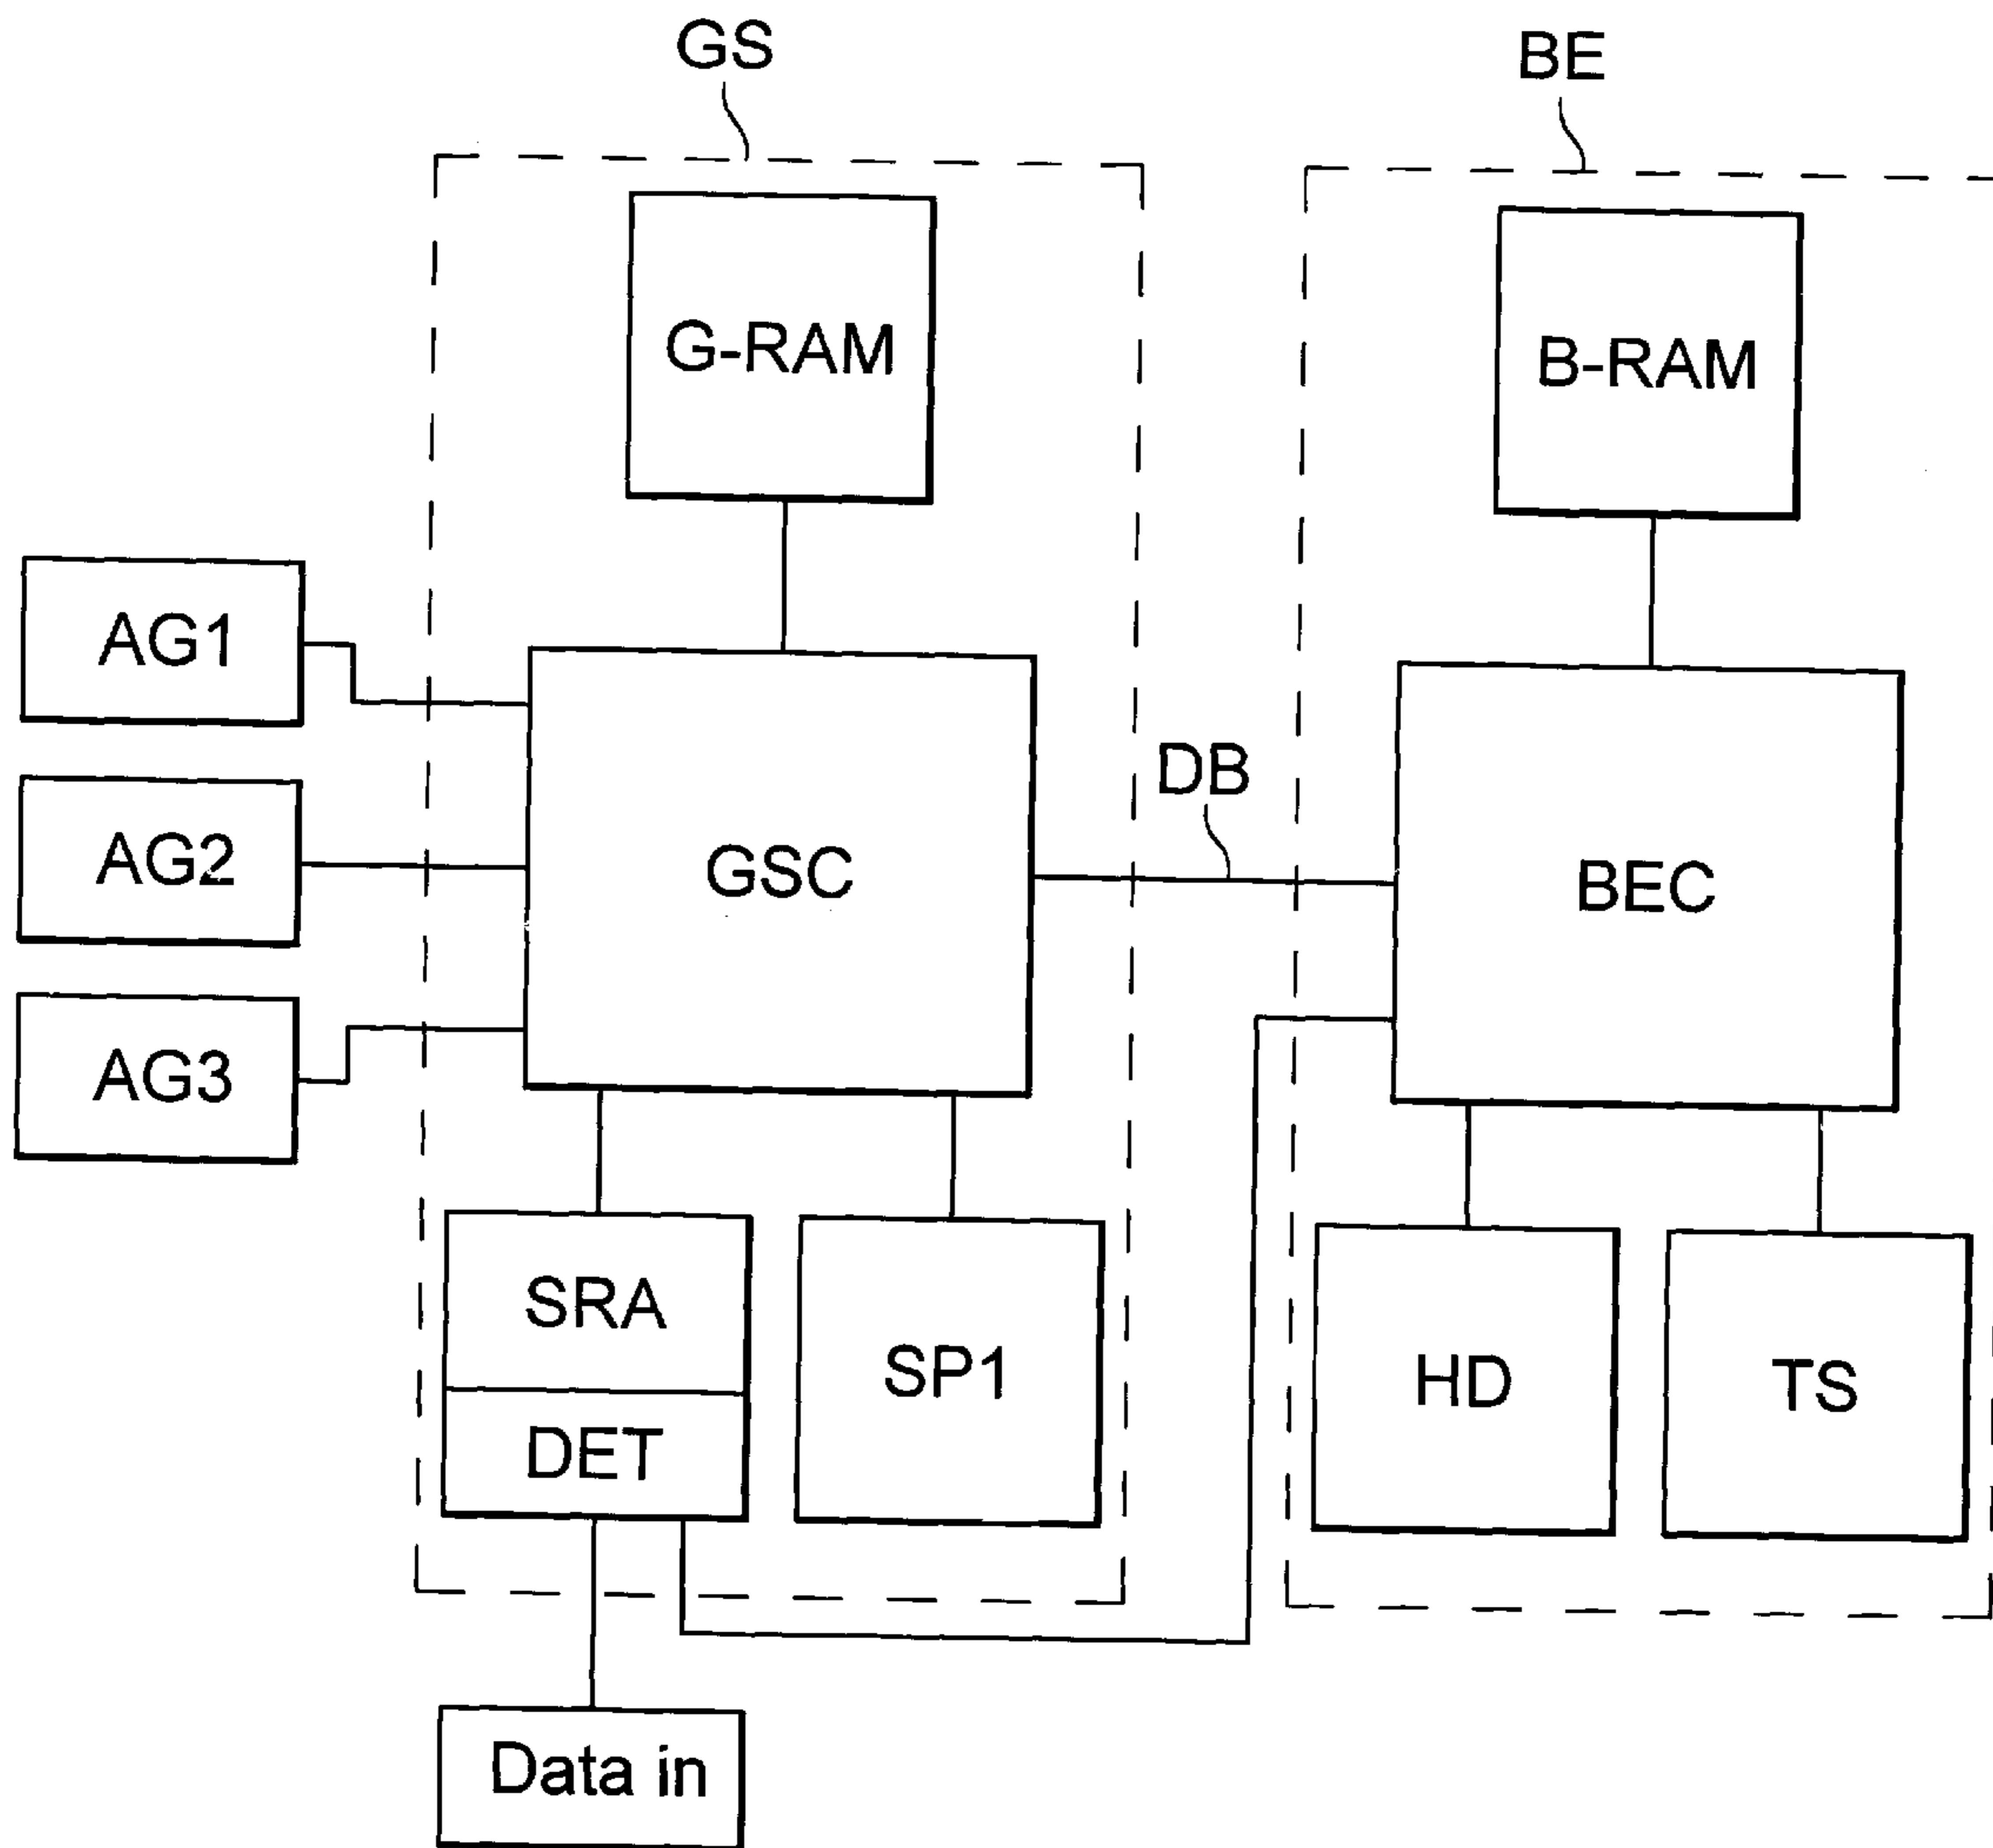 GS
BE
G-RAM
B-RAM
AG1
AG2
AG3
GSC
DB
BEC
SRA
DET
SP1
HD
TS
Data in